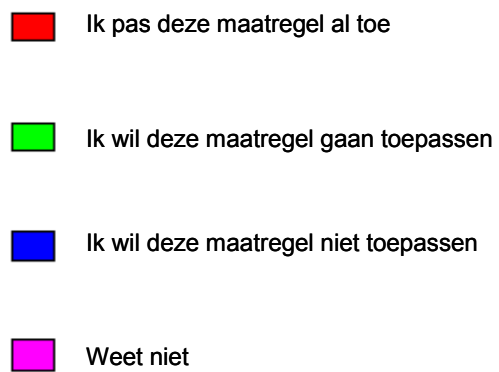 Ik pas deze maatregel al toe
Ik wil deze maatregel gaan toepassen
Ik wil deze maatregel niet toepassen
Weet niet